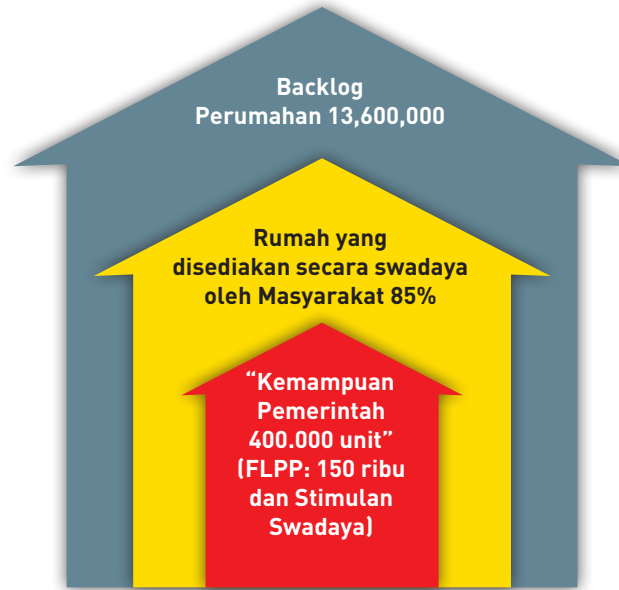 Backlog
Perumahan 13,600,000
Rumah yang
disediakan secara swadaya
oleh Masyarakat 85%
“Kemampuan
Pemerintah
400.000 unit”
(FLPP: 150 ribu
dan Stimulan
Swadaya)